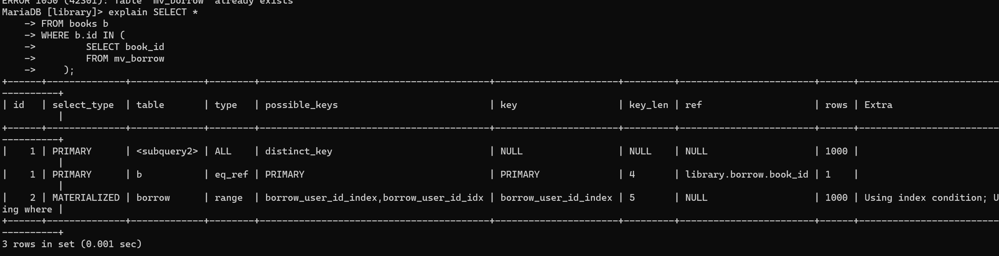 ERROR 1050 (42S01): Table 'mv_borrow' already exists
MariaDB [library]> explain SELECT *
    -> FROM books b
    -> WHERE b.id IN (
    ->         SELECT book_id
    ->         FROM mv_borrow
    ->     );
+------+--------------+-------------+--------+-----------------------------------------+----------------------+---------+------------------------+------+-------------------------
----------+
| id   | select_type  | table       | type   | possible_keys                           | key                  | key_len | ref                    | rows | Extra
          |
+------+--------------+-------------+--------+-----------------------------------------+----------------------+---------+------------------------+------+-------------------------
----------+
|    1 | PRIMARY      | <subquery2> | ALL    | distinct_key                            | NULL                 | NULL    | NULL                   | 1000 |
          |
|    1 | PRIMARY      | b           | eq_ref | PRIMARY                                 | PRIMARY              | 4       | library.borrow.book_id | 1    |
          |
|    2 | MATERIALIZED | borrow      | range  | borrow_user_id_index,borrow_user_id_idx | borrow_user_id_index | 5       | NULL                   | 1000 | Using index condition; U
ing where |
+------+--------------+-------------+--------+-----------------------------------------+----------------------+---------+------------------------+------+-------------------------
----------+
3 rows in set (0.001 sec)